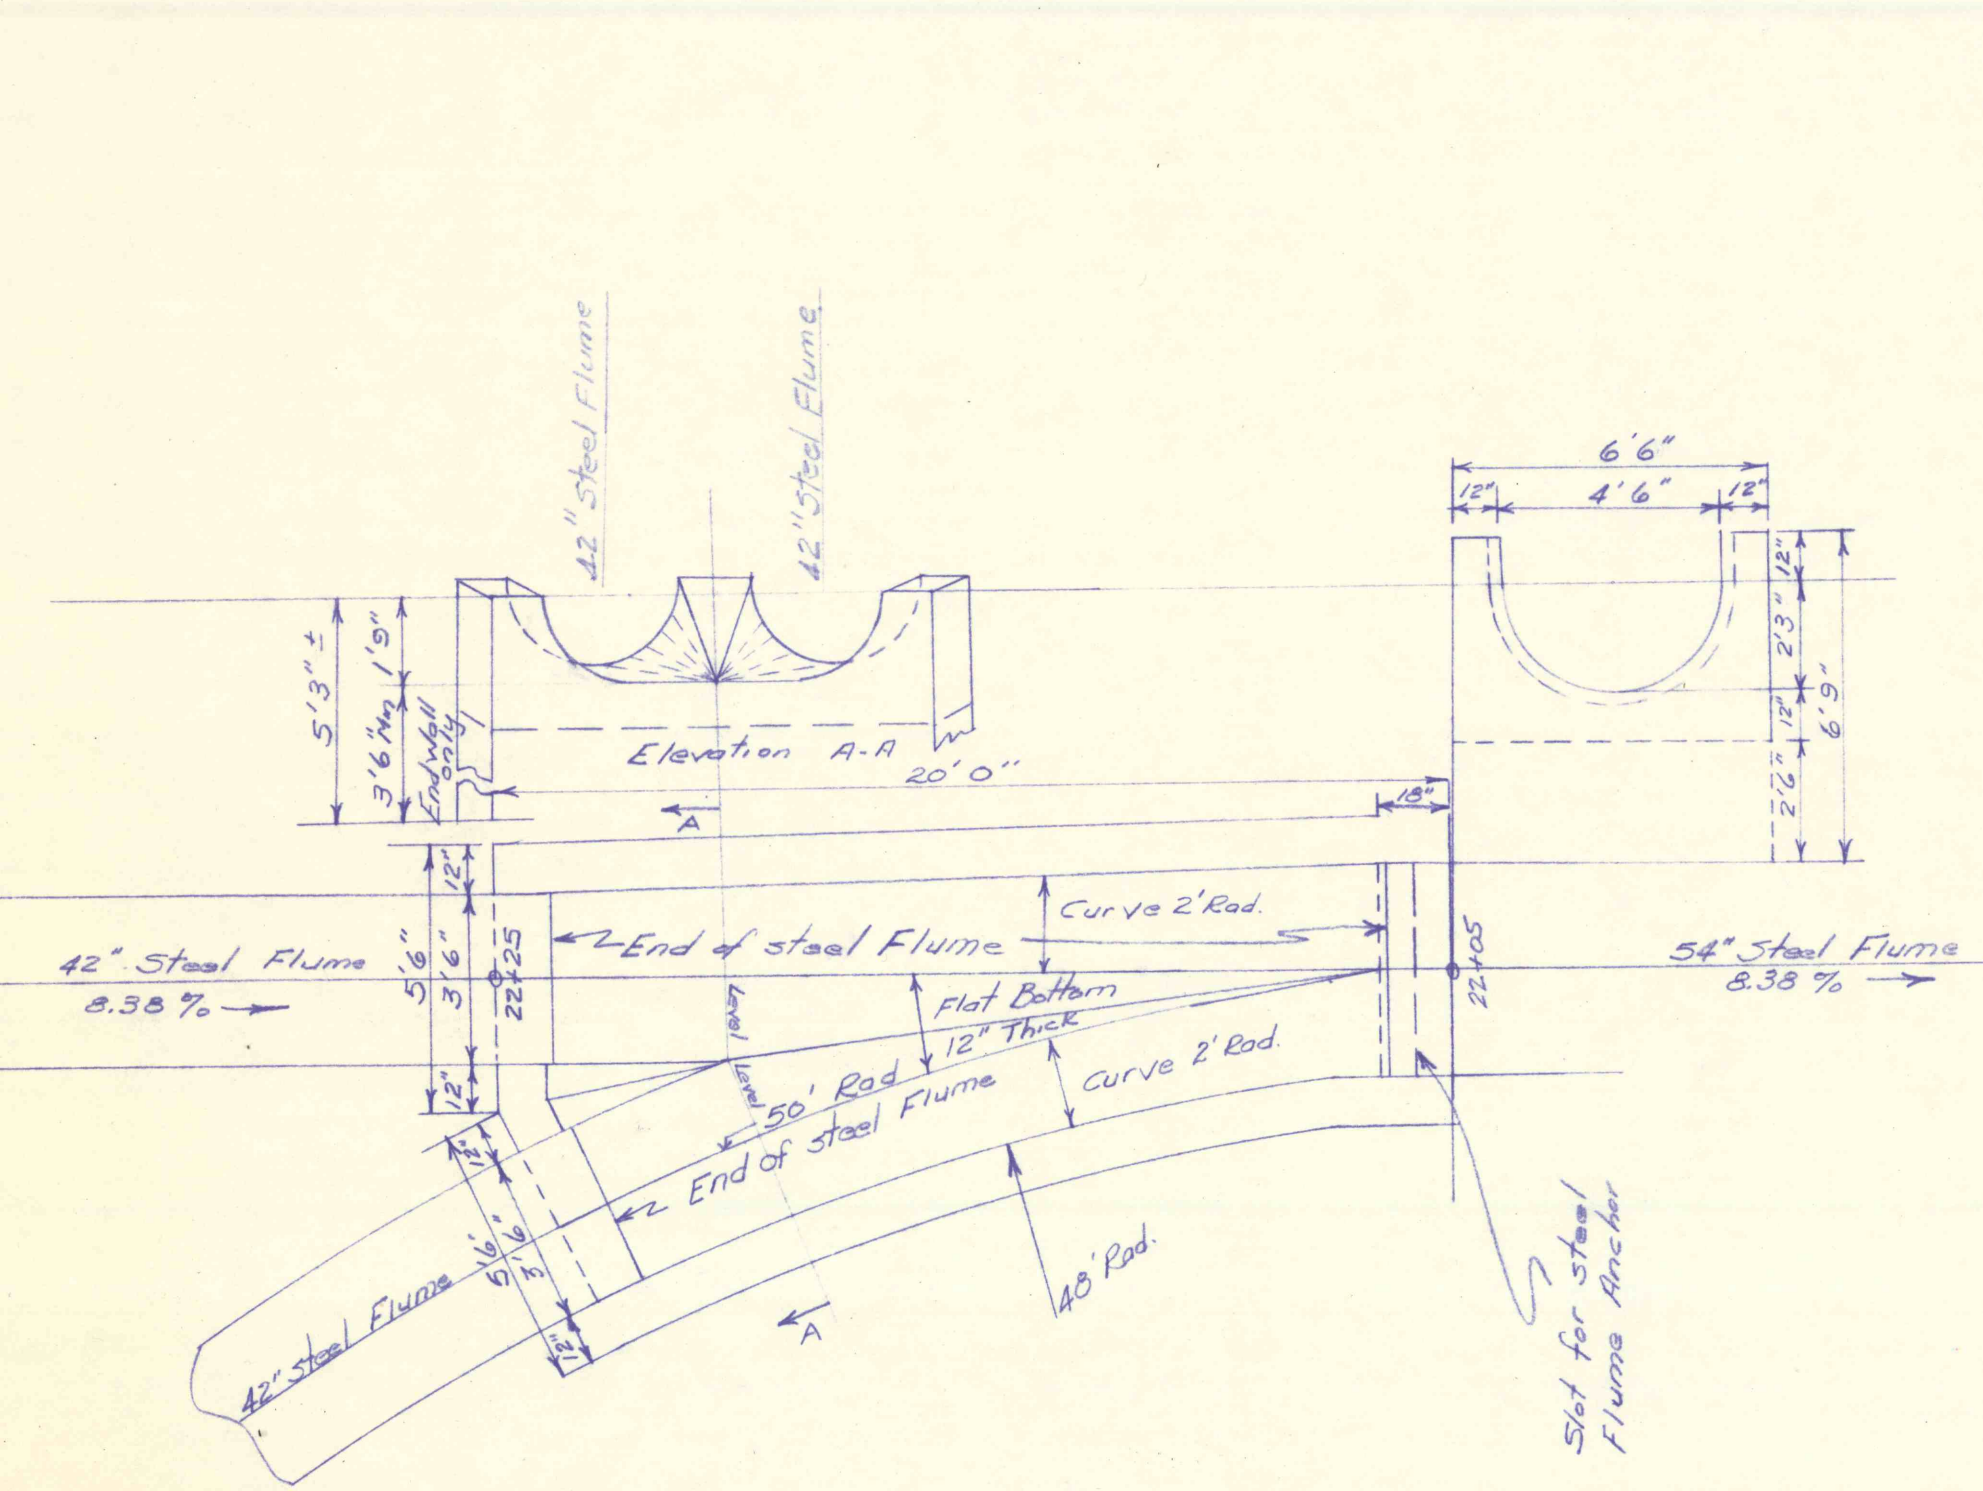 42" Steel Flume
42" Steel Flume
6'6"
12"
4'6"
12"
12"
2'3"
12"
2'6"
6'9"
5'3" ±
1'9"
3'6" Min
End Wall
only
Elevation A-A
20'0"
18"
A
12"
5'6"
3'6"
12"
42" Steel Flume
8.38 % →
22+25
End of steel Flume
Curve 2' Rad.
22+05
54" Steel Flume
8.38 % →
Level
Level
Flat Bottom
12" Thick
50' Rad
End of steel Flume
Curve 2' Rad.
12"
5'6"
3'6"
12"
42" Steel Flume
A
48' Rad.
Slot for steel
Flume Anchor